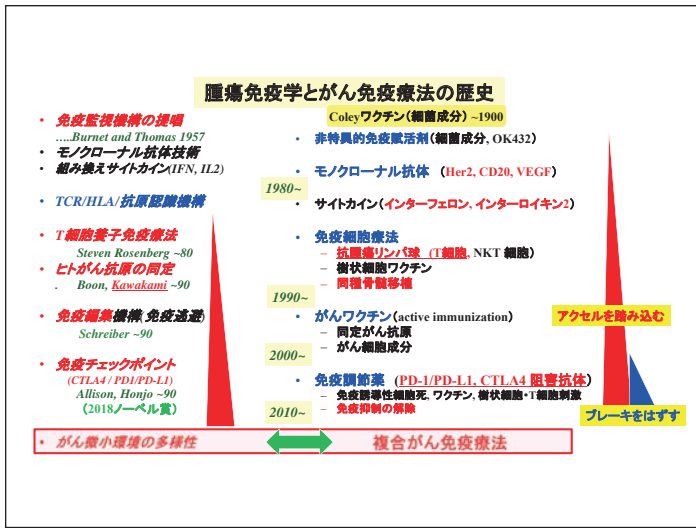 腫瘍免疫学とがん免疫療法の歴史
• 免疫監視機構の提唱
…..Burnet and Thomas 1957
• モノクローナル抗体技術
• 組み換えサイトカイン(IFN, IL2)
• TCR/HLA/抗原認識機構
• T細胞養子免疫療法
Steven Rosenberg ~80
• ヒトがん抗原の同定
. Boon, Kawakami ~90
• 免疫編集機構(免疫逃避)
Schreiber ~90
• 免疫チェックポイント
(CTLA4 / PD1/PD-L1)
Allison, Honjo ~90
(2018ノーベル賞)
Coleyワクチン(細菌成分) ~1900
• 非特異的免疫賦活剤(細菌成分, OK432)
• モノクローナル抗体 (Her2, CD20, VEGF)
1980~
• サイトカイン(インターフェロン, インターロイキン2)
• 免疫細胞療法
– 抗腫瘍リンパ球 (T細胞, NKT 細胞)
– 樹状細胞ワクチン
– 同種骨髄移植
1990~
• がんワクチン(active immunization)
– 同定がん抗原
– がん細胞成分
2000~
• 免疫調節薬 (PD-1/PD-L1, CTLA4 阻害抗体)
– 免疫誘導性細胞死, ワクチン, 樹状細胞・T細胞刺激
– 免疫抑制の解除
2010~
アクセルを踏み込む
ブレーキをはずす
• がん微小環境の多様性
複合がん免疫療法